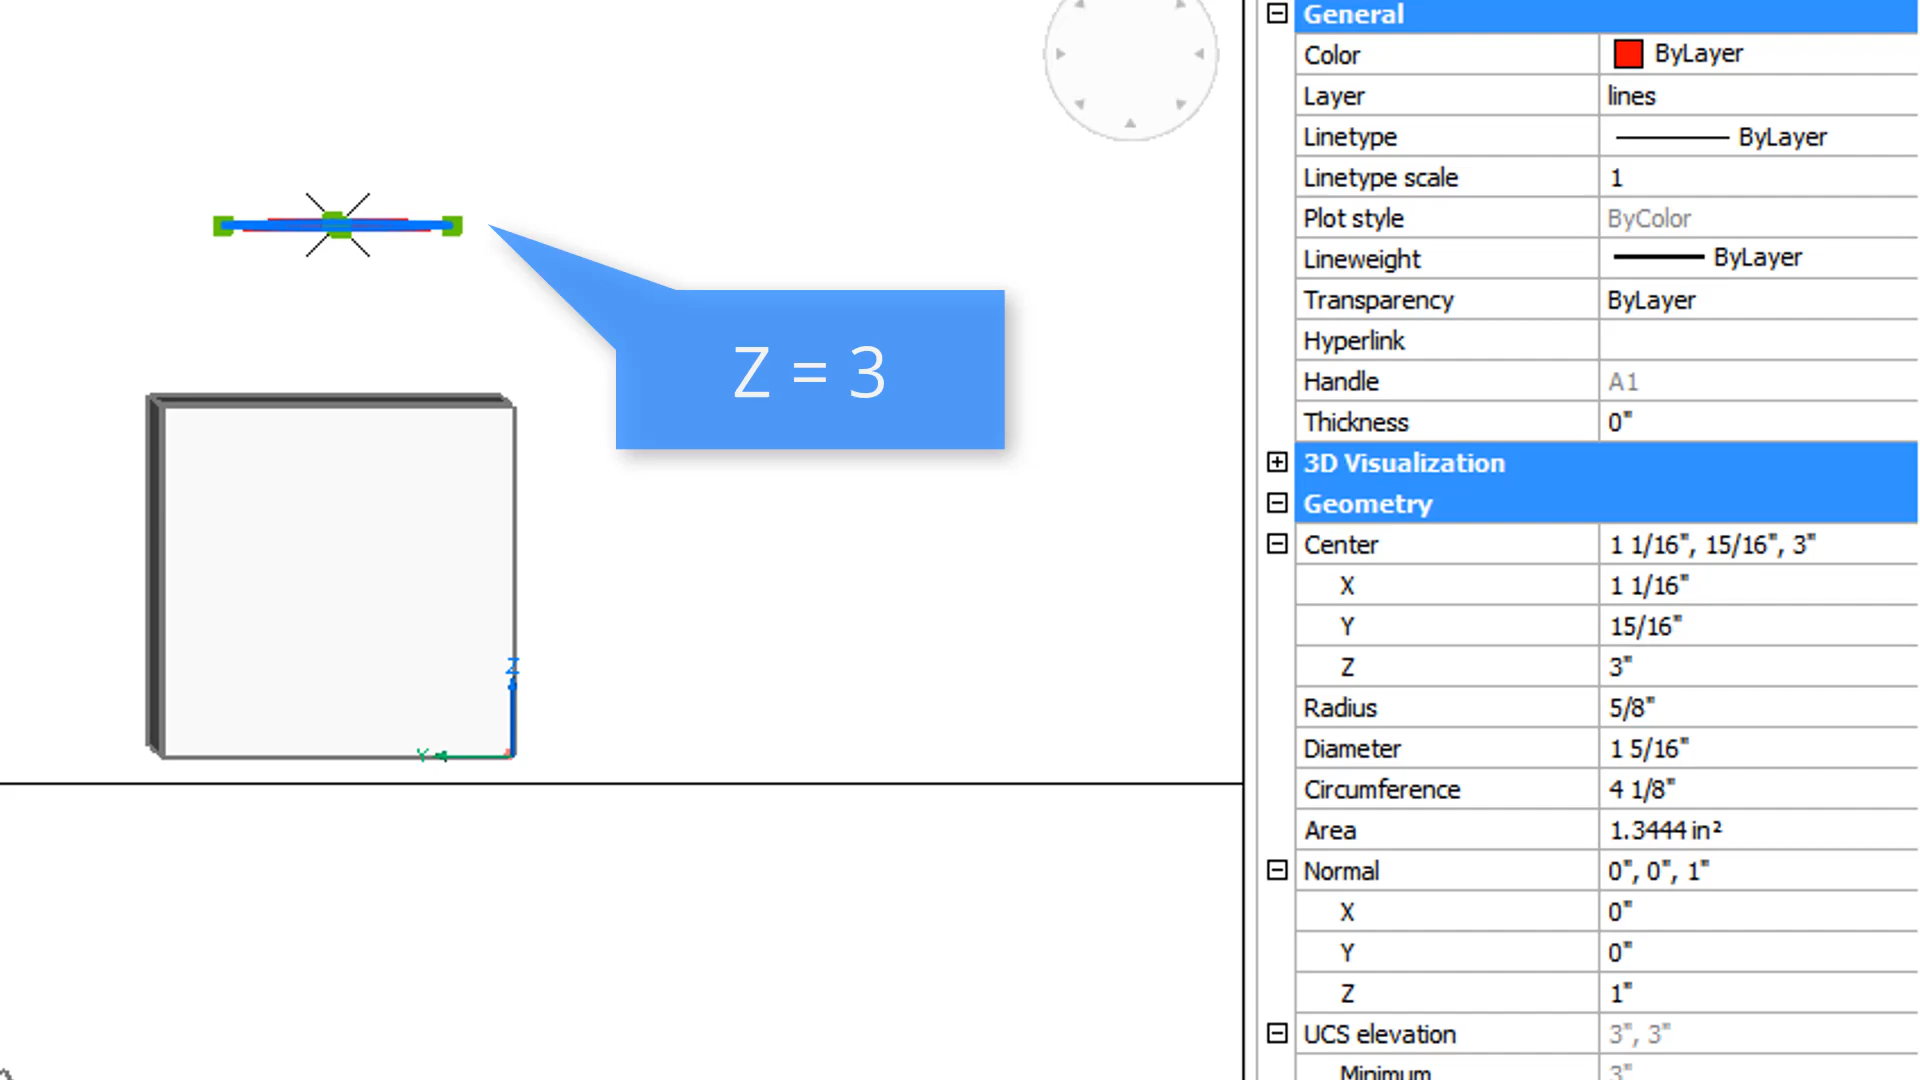 Z = 3
Z
Y
General
Color ByLayer
Layer lines
Linetype ByLayer
Linetype scale 1
Plot style ByColor
Lineweight ByLayer
Transparency ByLayer
Hyperlink
Handle A1
Thickness 0"
3D Visualization
Geometry
Center 1 1/16", 15/16", 3"
X 1 1/16"
Y 15/16"
Z 3"
Radius 5/8"
Diameter 1 5/16"
Circumference 4 1/8"
Area 1.3444 in²
Normal 0", 0", 1"
X 0"
Y 0"
Z 1"
UCS elevation 3", 3"
Minimum 3"